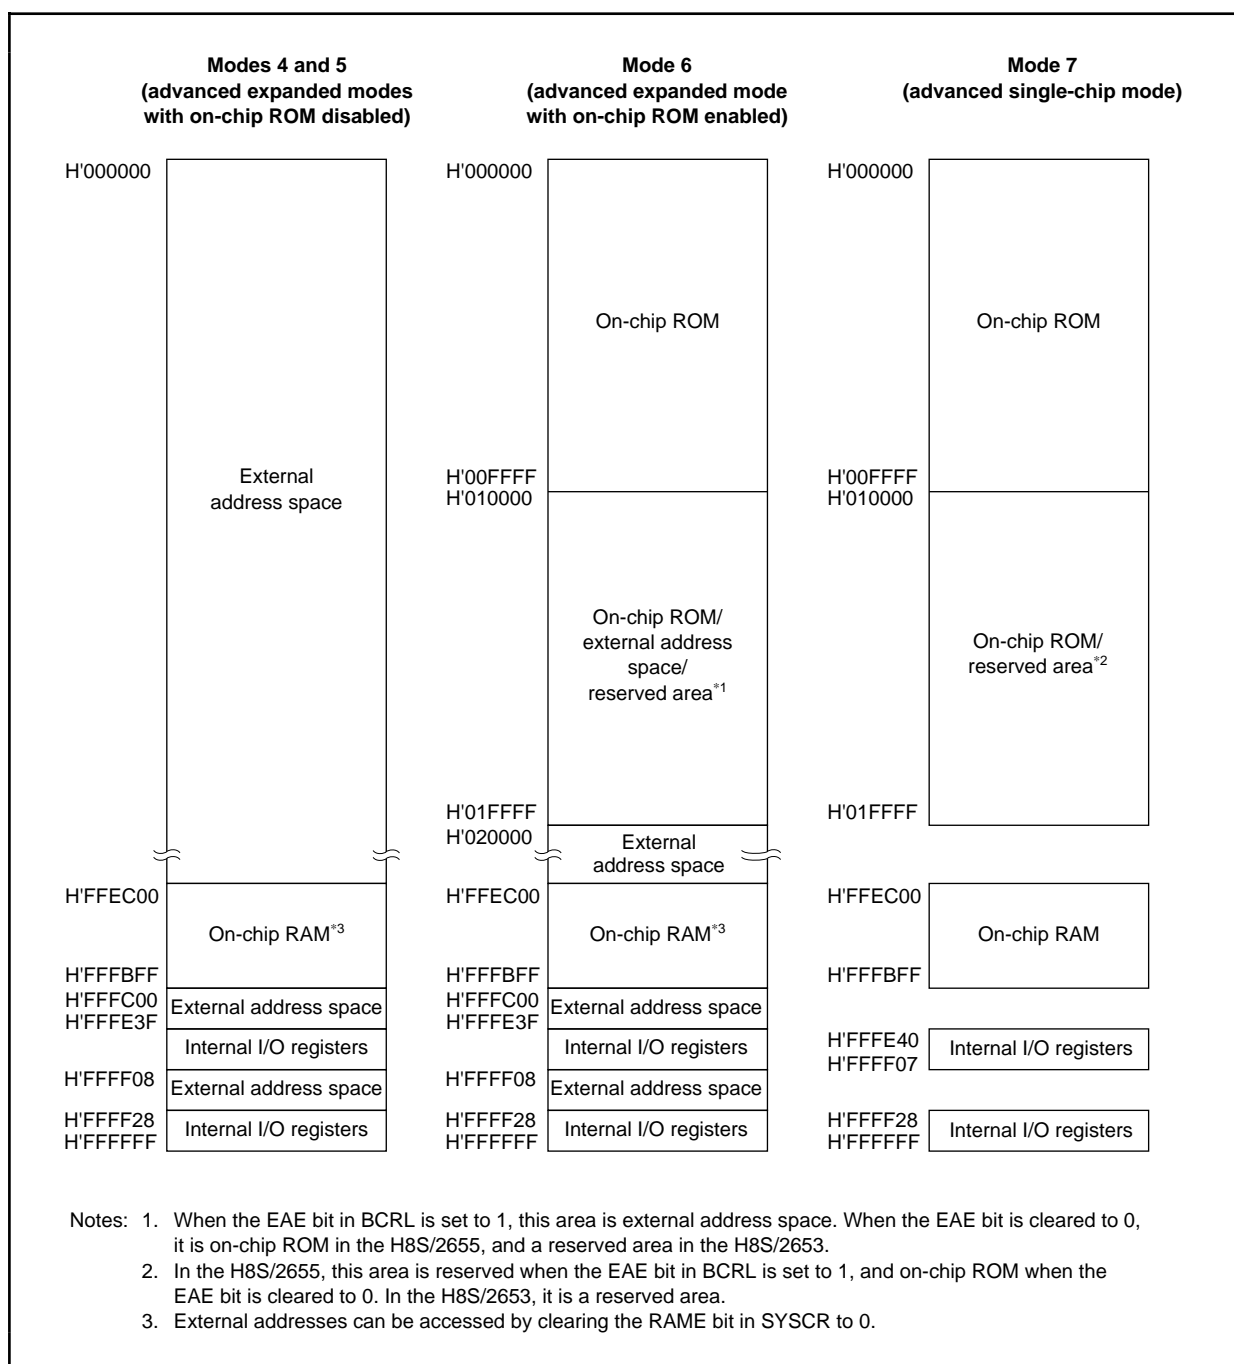 Modes 4 and 5
(advanced expanded modes
with on-chip ROM disabled)
Mode 6
(advanced expanded mode
with on-chip ROM enabled)
Mode 7
(advanced single-chip mode)
H'000000
External
address space
H'FFEC00
On-chip RAM*3
H'FFFBFF
H'FFFC00
External address space
H'FFFE3F
Internal I/O registers
H'FFFF08
External address space
H'FFFF28
Internal I/O registers
H'FFFFFF
H'000000
On-chip ROM
H'00FFFF
H'010000
On-chip ROM/
external address
space/
reserved area*1
H'01FFFF
H'020000
External
address space
H'FFEC00
On-chip RAM*3
H'FFFBFF
H'FFFC00
External address space
H'FFFE3F
Internal I/O registers
H'FFFF08
External address space
H'FFFF28
Internal I/O registers
H'FFFFFF
H'000000
On-chip ROM
H'00FFFF
H'010000
On-chip ROM/
reserved area*2
H'01FFFF
H'FFEC00
On-chip RAM
H'FFFBFF
H'FFFE40
Internal I/O registers
H'FFFF07
H'FFFF28
Internal I/O registers
H'FFFFFF
Notes: 1. When the EAE bit in BCRL is set to 1, this area is external address space. When the EAE bit is cleared to 0,
it is on-chip ROM in the H8S/2655, and a reserved area in the H8S/2653.
2. In the H8S/2655, this area is reserved when the EAE bit in BCRL is set to 1, and on-chip ROM when the
EAE bit is cleared to 0. In the H8S/2653, it is a reserved area.
3. External addresses can be accessed by clearing the RAME bit in SYSCR to 0.